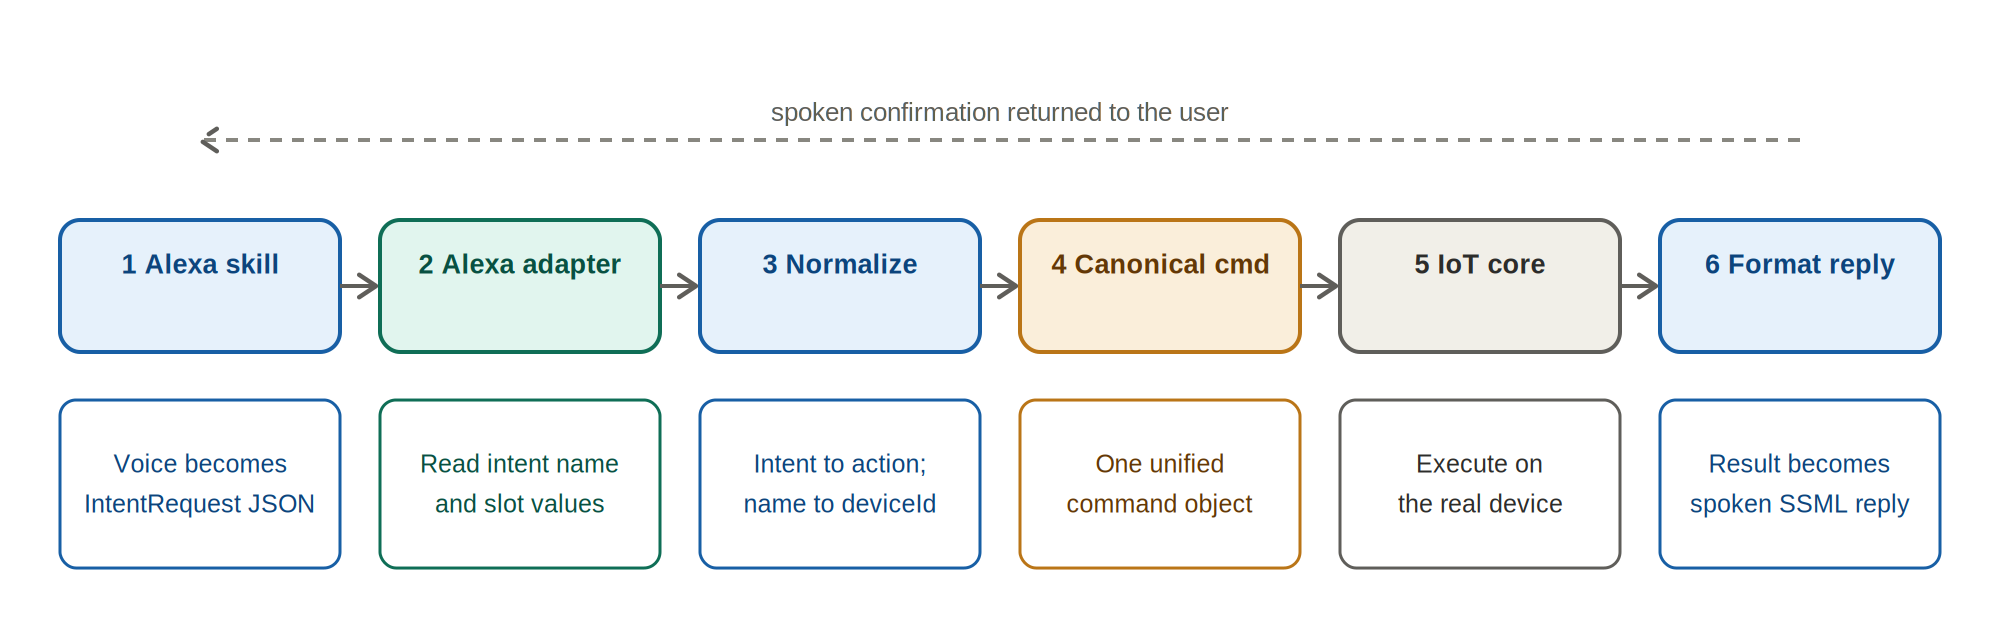 spoken confirmation returned to the user
1 Alexa skill
2 Alexa adapter
3 Normalize
4 Canonical cmd
5 IoT core
6 Format reply
Voice becomes
IntentRequest JSON
Read intent name
and slot values
Intent to action;
name to deviceId
One unified
command object
Execute on
the real device
Result becomes
spoken SSML reply